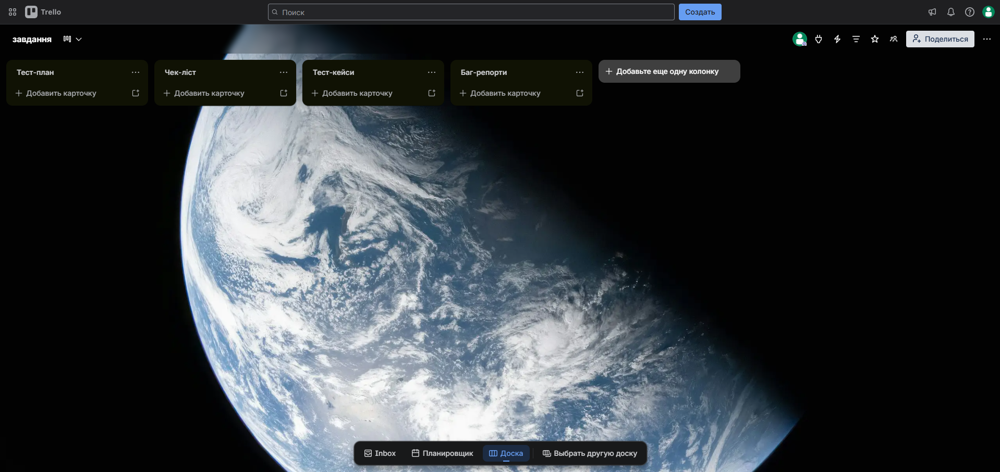 Trello
Поиск
Создать
завдання
Поделиться
Тест-план
Добавить карточку
Чек-ліст
Добавить карточку
Тест-кейси
Добавить карточку
Баг-репорти
Добавить карточку
Добавьте еще одну колонку
Inbox
Планировщик
Доска
Выбрать другую доску